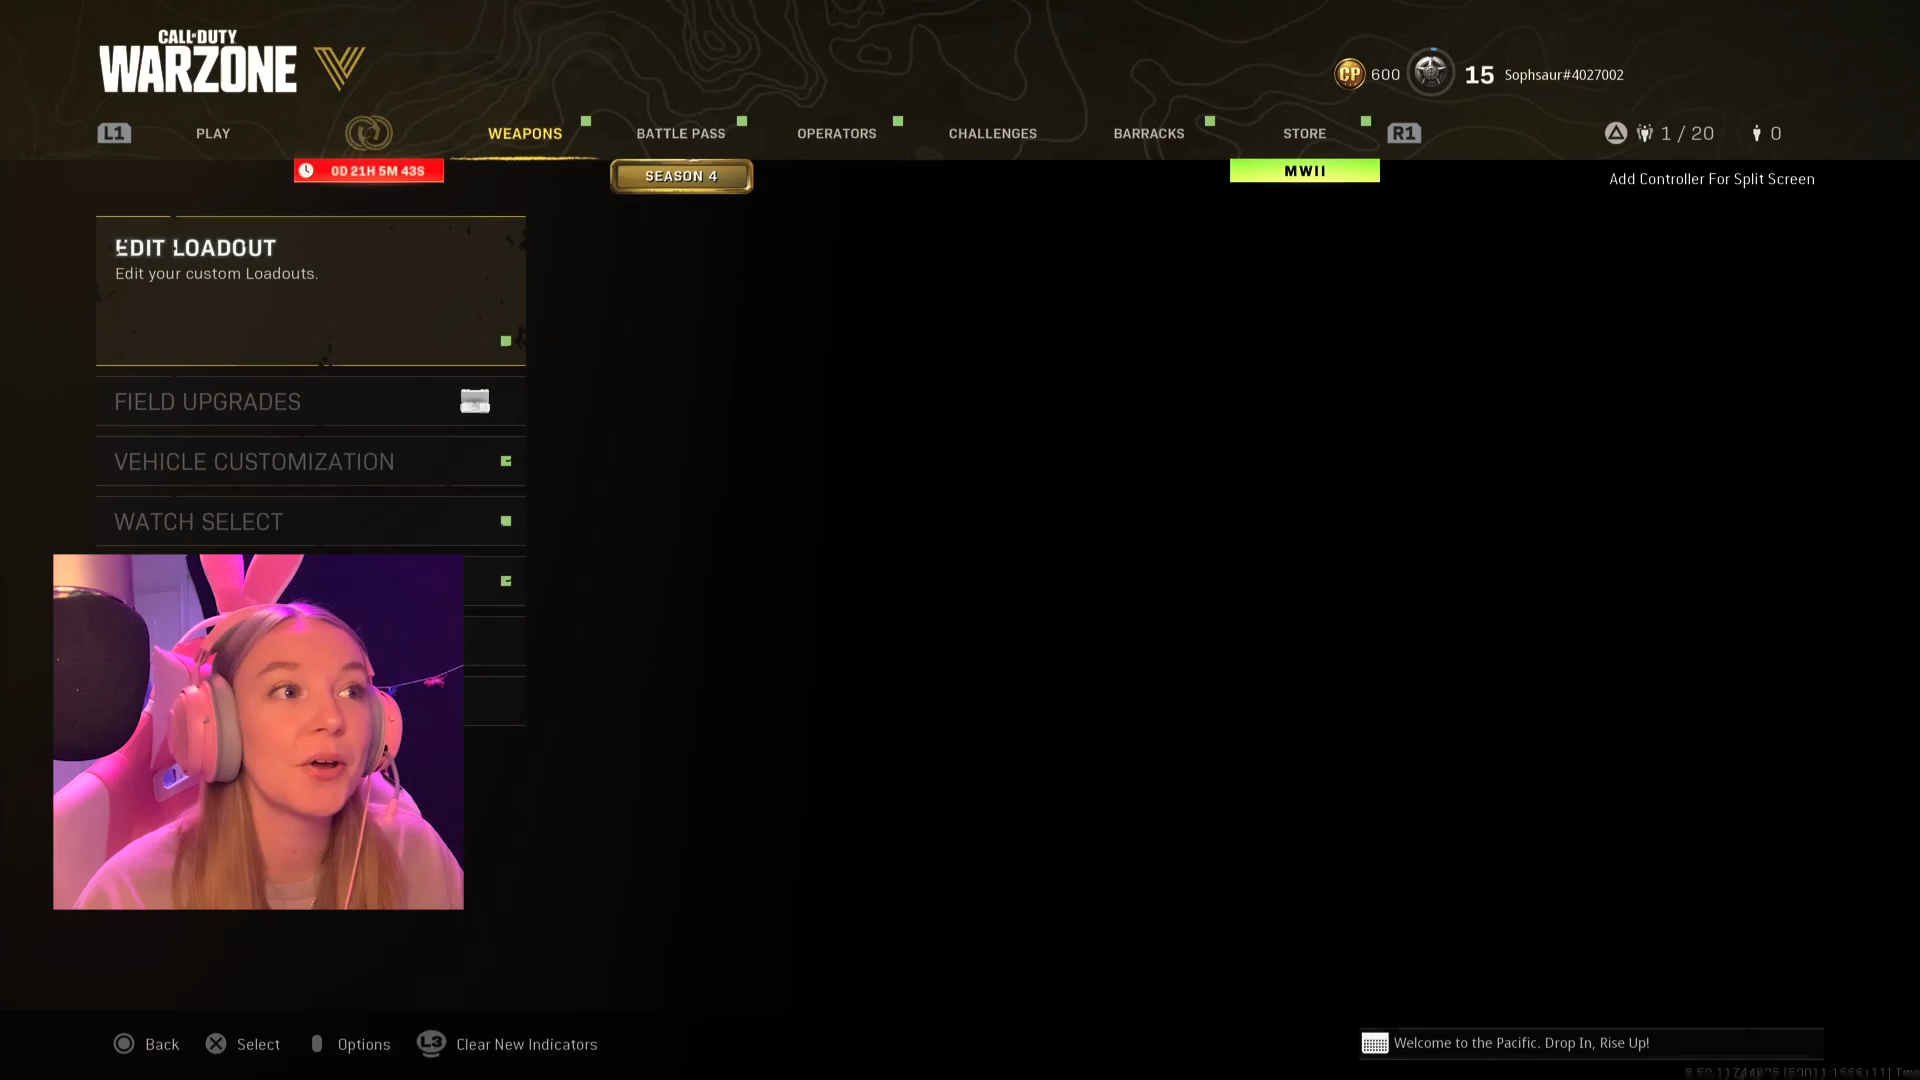 CALL OF DUTY
WARZONE
CP 600
15 Sophsaur#4027002
L1 PLAY WEAPONS BATTLE PASS OPERATORS CHALLENGES BARRACKS STORE R1 1 / 20 0
0D 21H 5M 43S
SEASON 4
MWII
Add Controller For Split Screen
EDIT LOADOUT
Edit your custom Loadouts.
FIELD UPGRADES
VEHICLE CUSTOMIZATION
WATCH SELECT
Back Select Options L3 Clear New Indicators
Welcome to the Pacific. Drop In, Rise Up!